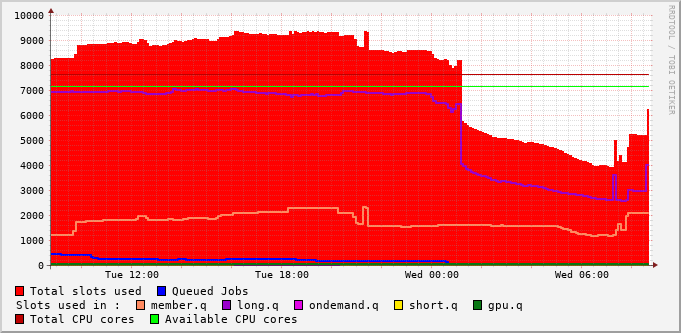 10000
9000
8000
7000
6000
5000
4000
3000
2000
1000
0
Tue 12:00 Tue 18:00 Wed 00:00 Wed 06:00
RRDTOOL / TOBI OETIKER
Total slots used Queued Jobs
Slots used in : member.q long.q ondemand.q short.q gpu.q
Total CPU cores Available CPU cores